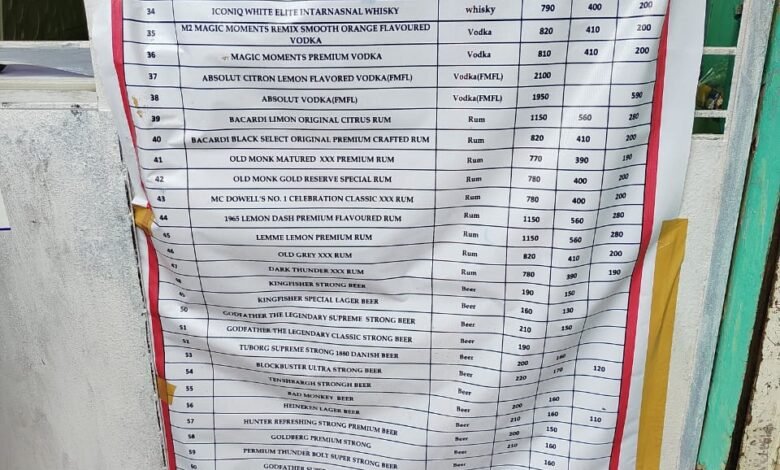 34 ICONIQ WHITE ELITE INTARNASNAL WHISKY whisky 790 400 200
35 M2 MAGIC MOMENTS REMIX SMOOTH ORANGE FLAVOURED VODKA Vodka 820 410 200
36 MAGIC MOMENTS PREMIUM VODKA Vodka 810 410 200
37 ABSOLUT CITRON LEMON FLAVORED VODKA(FMFL) Vodka(FMFL) 2100
38 ABSOLUT VODKA(FMFL) Vodka(FMFL) 1950 590
39 BACARDI LIMON ORIGINAL CITRUS RUM Rum 1150 560 280
40 BACARDI BLACK SELECT ORIGINAL PREMIUM CRAFTED RUM Rum 820 410 200
41 OLD MONK MATURED XXX PREMIUM RUM Rum 770 390 190
42 OLD MONK GOLD RESERVE SPECIAL RUM Rum 780 400 200
43 MC DOWELL'S NO. 1 CELEBRATION CLASSIC XXX RUM Rum 780 400 200
44 1965 LEMON DASH PREMIUM FLAVOURED RUM Rum 1150 560 280
45 LEMME LEMON PREMIUM RUM Rum 1150 560 280
46 OLD GREY XXX RUM Rum 820 410 200
47 DARK THUNDER XXX RUM Rum 780 390 190
48 KINGFISHER STRONG BEER Beer 190 150
KINGFISHER SPECIAL LAGER BEER Beer 160 130
50 GODFATHER THE LEGENDARY SUPREME STRONG BEER Beer 210 150
51 GODFATHER THE LEGENDARY CLASSIC STRONG BEER Beer 190
52 TUBORG SUPREME STRONG 1880 DANISH BEER Beer 200 160
53 BLOCKBUSTER ULTRA STRONG BEER Beer 220 170 120
54 STRONGH BEER Beer
55 BAD MONKEY BEER Beer 160
56 HEINEKEN LAGER BEER Beer 200 160
57 HUNTER REFRESHING STRONG PREMIUM BEER Beer 200 150 110
58 GOLDBERG PREMIUM STRONG Beer 210 160
59 PERMIUM THUNDER BOLT SUPER STRONG BEER Beer 160
60 GODFATHER SUPER